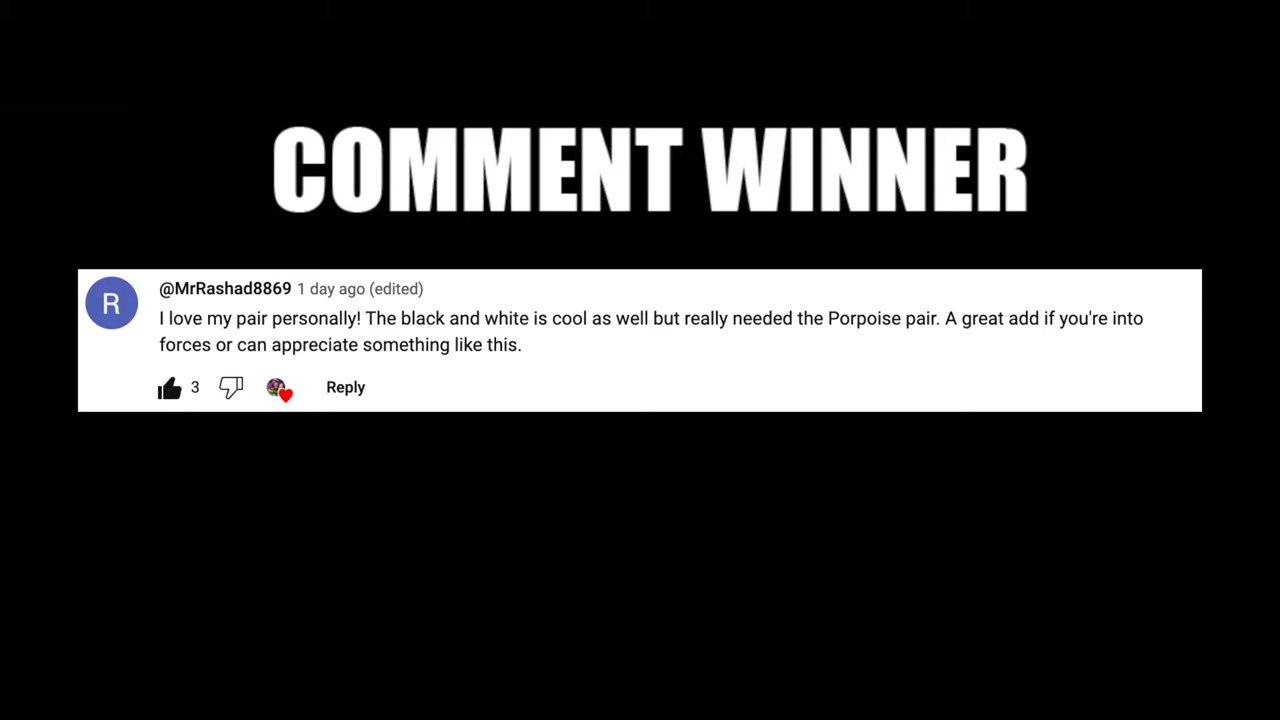 COMMENT WINNER
R
@MrRashad8869 1 day ago (edited)
I love my pair personally! The black and white is cool as well but really needed the Porpoise pair. A great add if you're into
forces or can appreciate something like this.
3 Reply